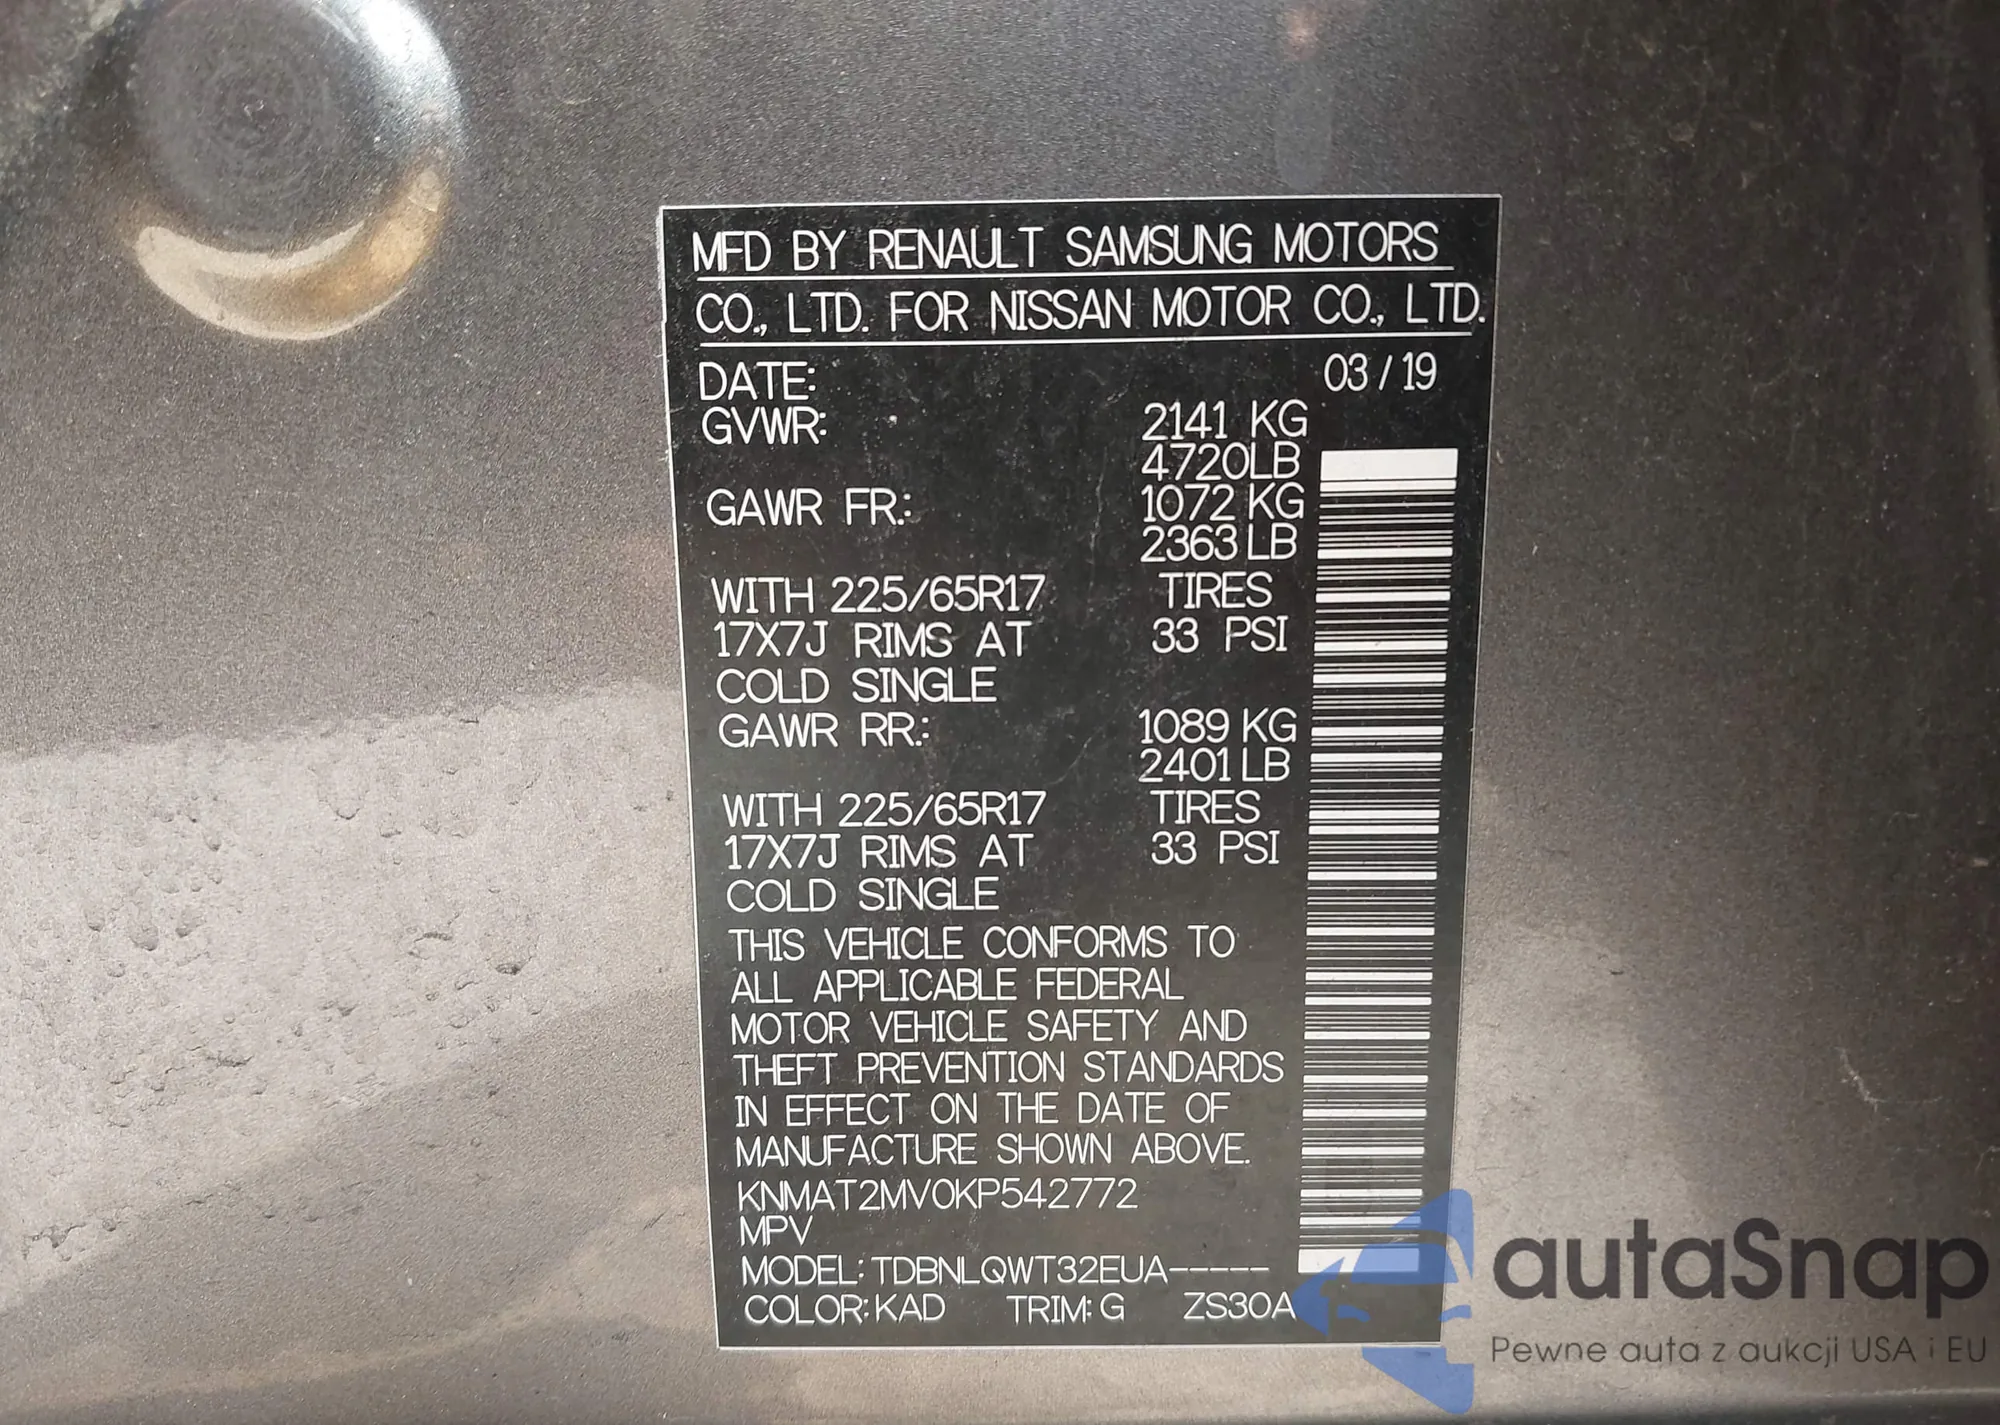 MFD BY RENAULT SAMSUNG MOTORS
CO., LTD. FOR NISSAN MOTOR CO., LTD.
DATE: 03 / 19
GVWR: 2141 KG
4720LB
GAWR FR.: 1072 KG
2363 LB
WITH 225/65R17 TIRES
17X7J RIMS AT 33 PSI
COLD SINGLE
GAWR RR.: 1089 KG
2401 LB
WITH 225/65R17 TIRES
17X7J RIMS AT 33 PSI
COLD SINGLE
THIS VEHICLE CONFORMS TO
ALL APPLICABLE FEDERAL
MOTOR VEHICLE SAFETY AND
THEFT PREVENTION STANDARDS
IN EFFECT ON THE DATE OF
MANUFACTURE SHOWN ABOVE.
KNMAT2MV0KP542772
MPV
MODEL: TDBNLQWT32EUA-----
COLOR: KAD TRIM: G ZS30A
autaSnap
Pewne auta z aukcji USA i EU